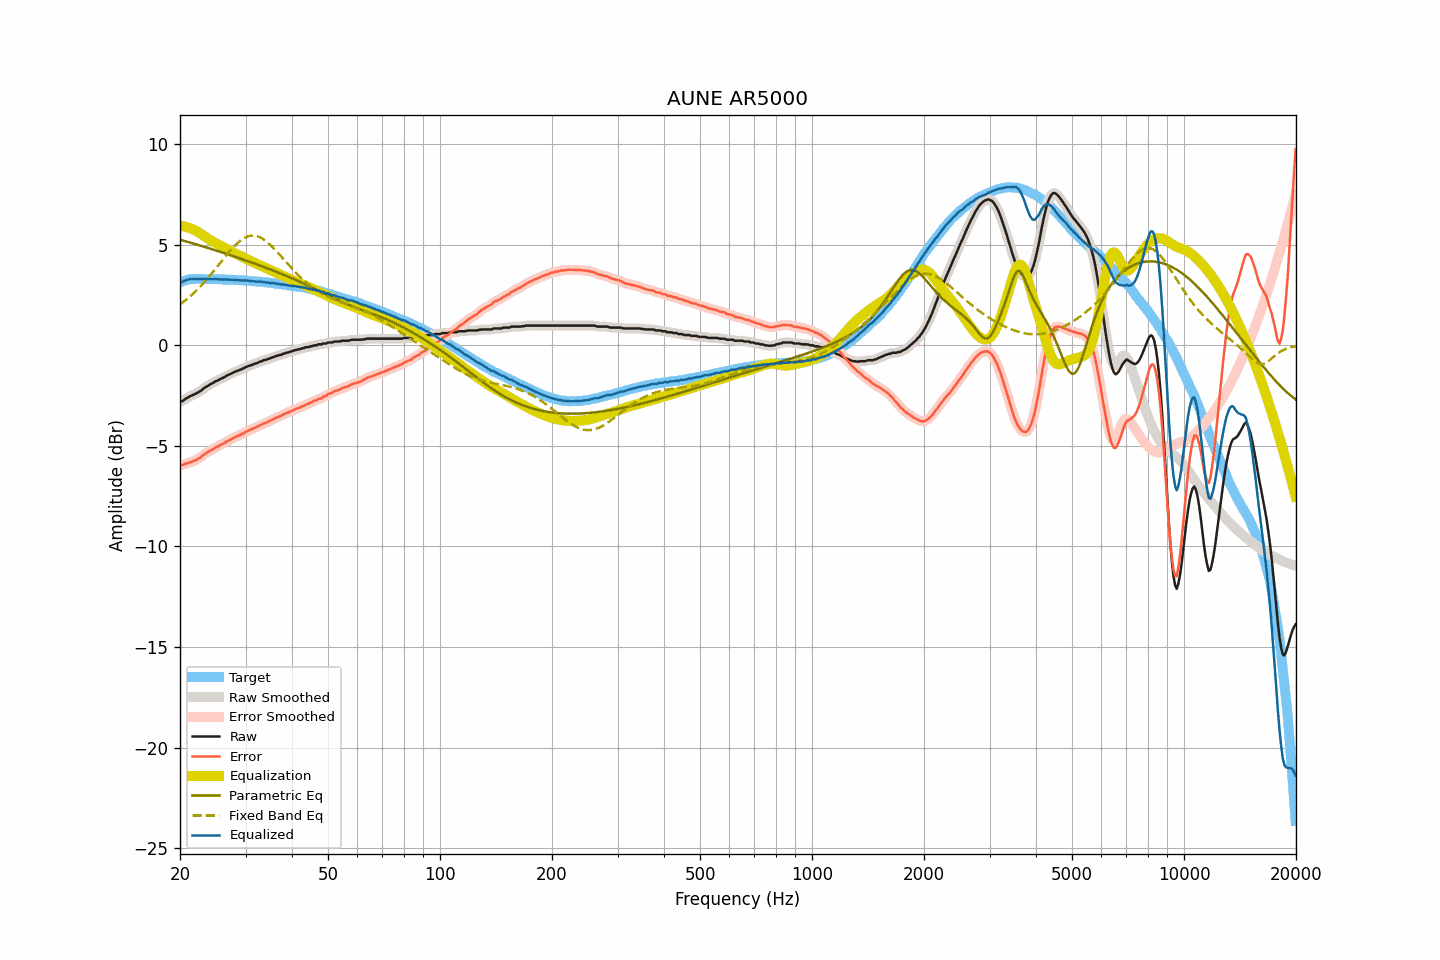 AUNE AR5000
10
5
0
−5
−10
−15
−20
−25
Amplitude (dBr)
Target
Raw Smoothed
Error Smoothed
Raw
Error
Equalization
Parametric Eq
Fixed Band Eq
Equalized
20 50 100 200 500 1000 2000 5000 10000 20000
Frequency (Hz)